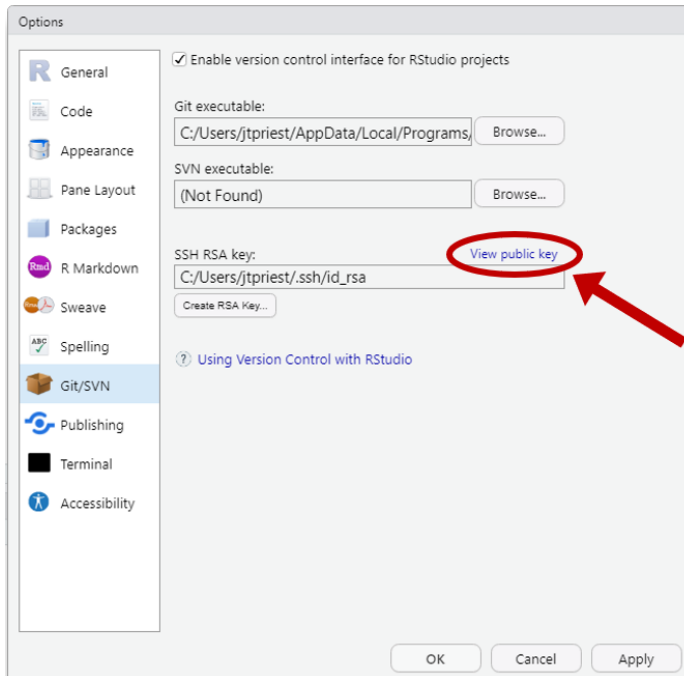 Options
General
Code
Appearance
Pane Layout
Packages
Rmd
R Markdown
Sweave
ABC
Spelling
Git/SVN
Publishing
Terminal
Accessibility
Enable version control interface for RStudio projects
Git executable:
C:/Users/jtpriest/AppData/Local/Programs/
Browse...
SVN executable:
(Not Found)
Browse...
SSH RSA key:
View public key
C:/Users/jtpriest/.ssh/id_rsa
Create RSA Key...
? Using Version Control with RStudio
OK
Cancel
Apply